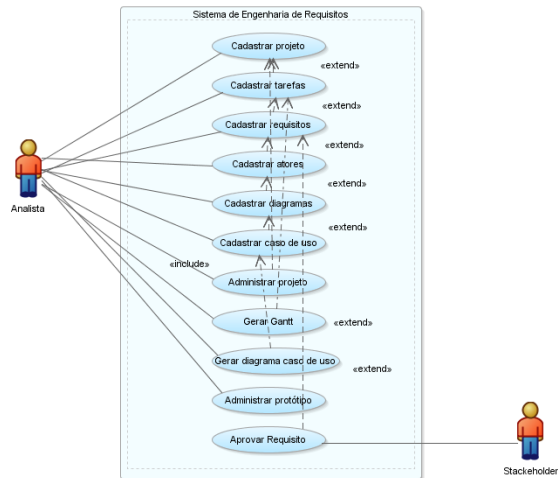 Sistema de Engenharia de Requisitos
Cadastrar projeto
«extend»
Cadastrar tarefas
«extend»
Cadastrar requisitos
«extend»
Cadastrar atores
«extend»
Cadastrar diagramas
«extend»
Cadastrar caso de uso
«include»
Administrar projeto
Gerar Gantt
«extend»
Gerar diagrama caso de uso
«extend»
Administrar protótipo
Aprovar Requisito
Analista
Stackeholder